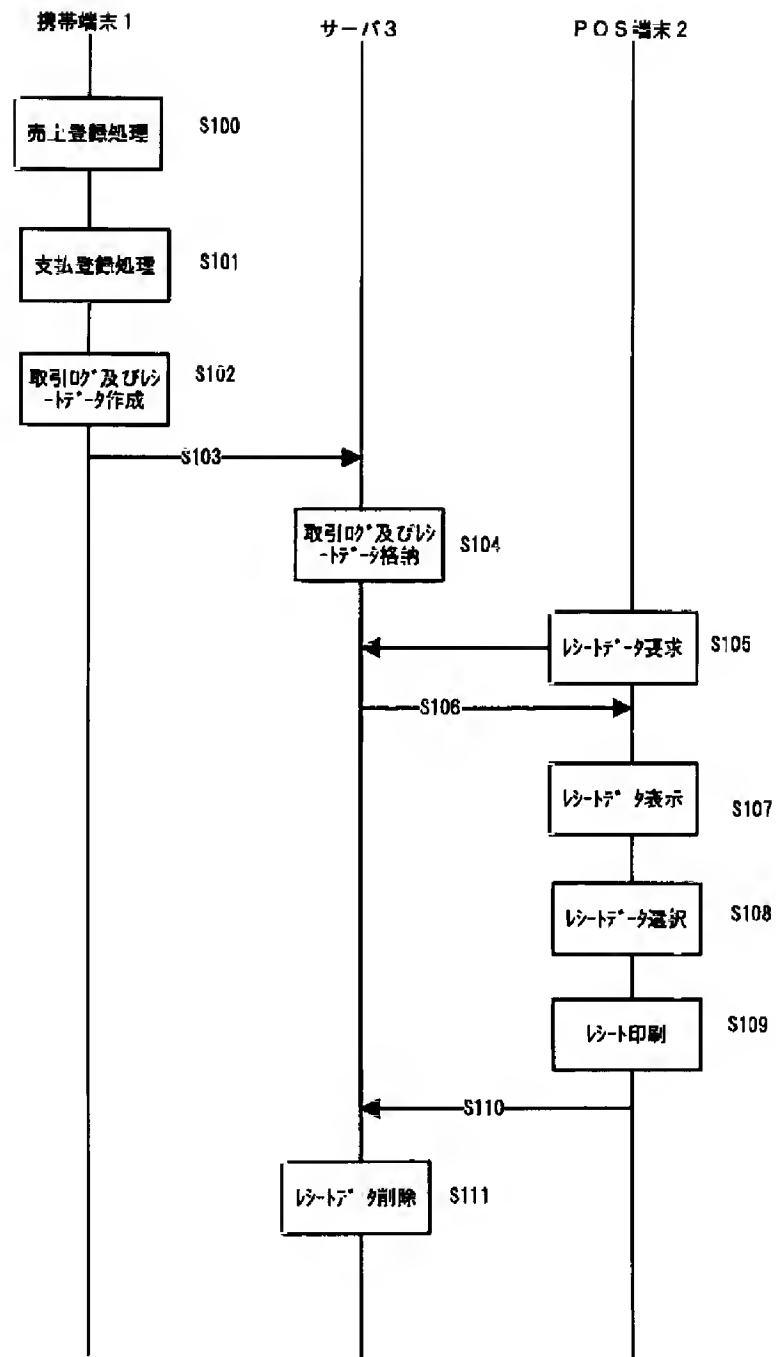 携帯端末1
サーバ3
POS端末2
売上登録処理
S100
支払登録処理
S101
取引ログ及びレシ
ートデータ作成
S102
S103
取引ログ及びレシ
ートデータ格納
S104
レシートデータ要求
S105
S106
レシートデータ表示
S107
レシートデータ選択
S108
レシート印刷
S109
S110
レシートデータ削除
S111